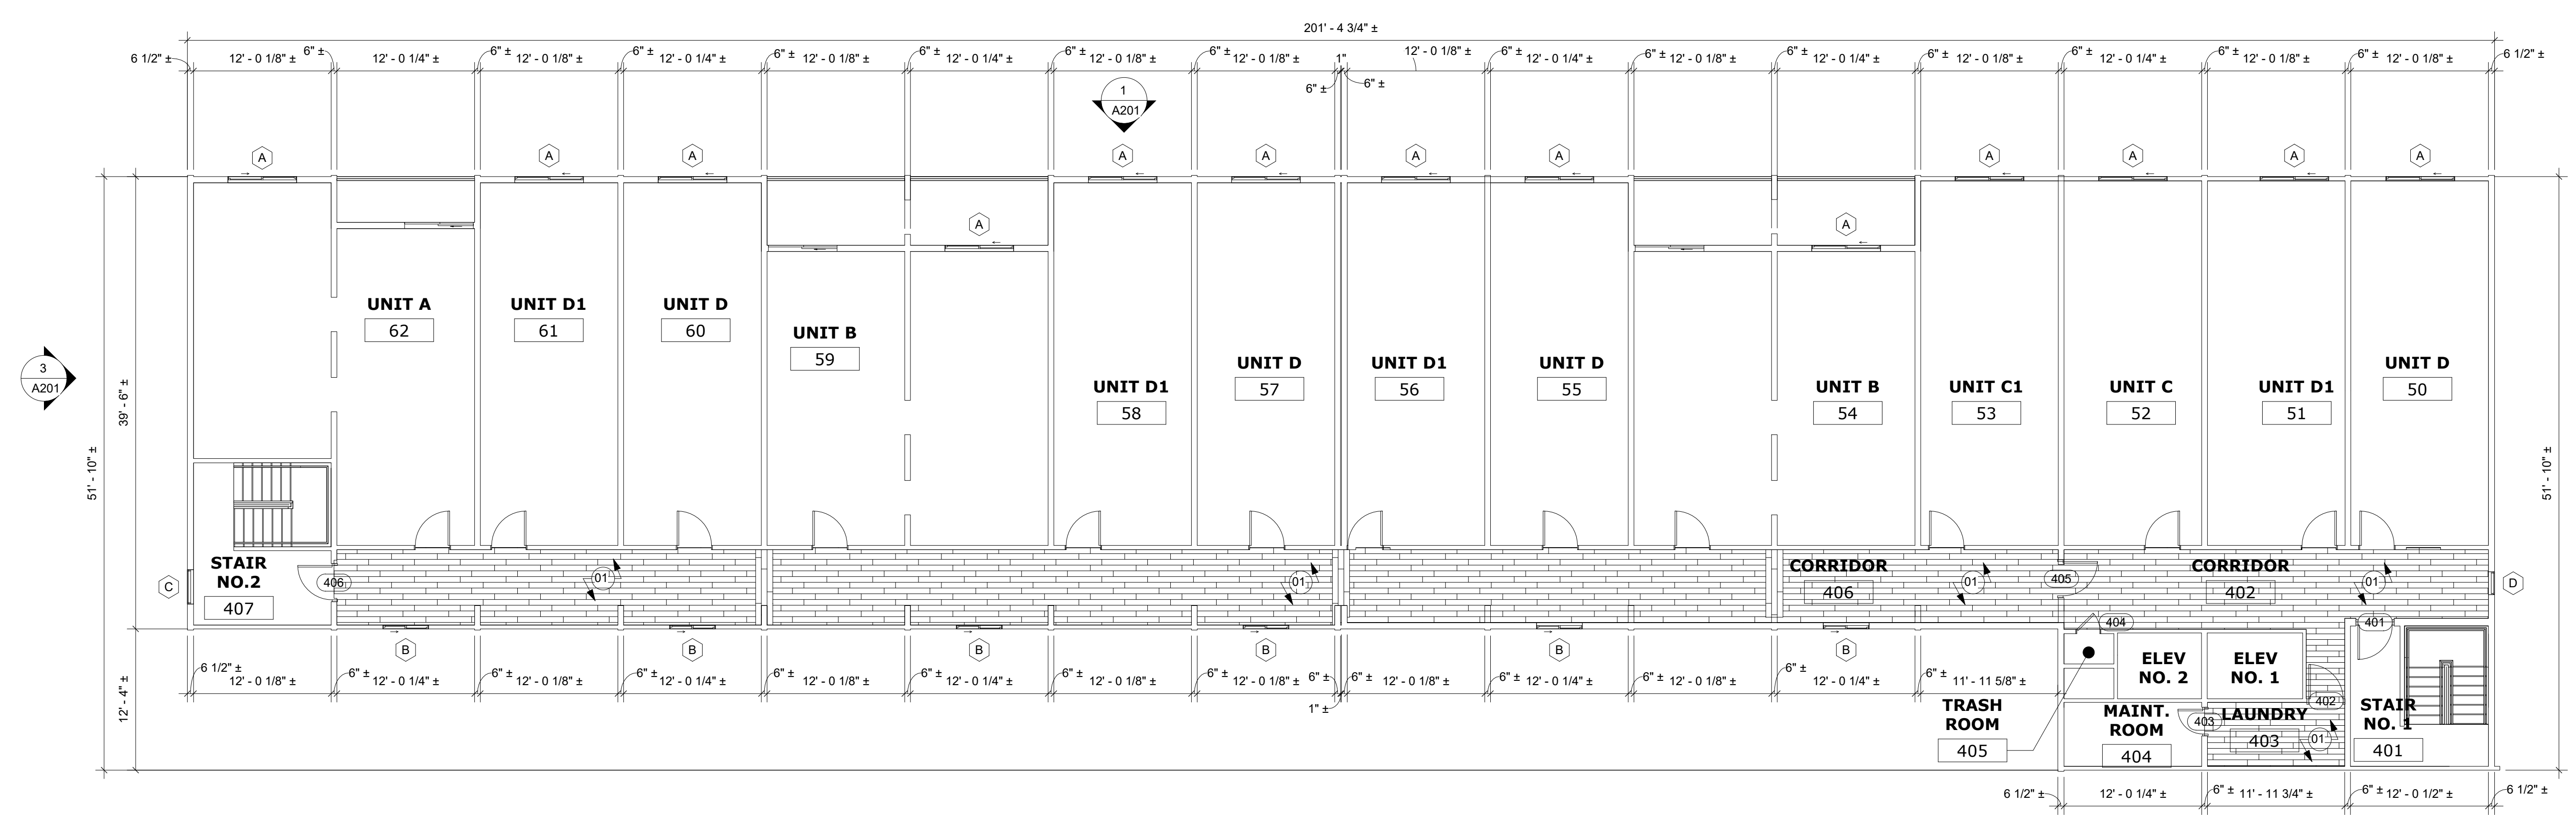 201' - 4 3/4" ±
6 1/2" ±
12' - 0 1/8" ±
6" ±
12' - 0 1/4" ±
6" ±
12' - 0 1/8" ±
6" ±
12' - 0 1/4" ±
6" ±
12' - 0 1/8" ±
6" ±
12' - 0 1/4" ±
6" ±
12' - 0 1/8" ±
6" ±
12' - 0 1/8" ±
1"
6" ±
6" ±
12' - 0 1/8" ±
6" ±
12' - 0 1/4" ±
6" ±
12' - 0 1/8" ±
6" ±
12' - 0 1/4" ±
6" ±
12' - 0 1/8" ±
6" ±
12' - 0 1/4" ±
6" ±
12' - 0 1/8" ±
6" ±
12' - 0 1/8" ±
6 1/2" ±
1
A201
A
A
A
A
A
A
A
A
A
A
A
A
A
3
A201
51' - 10" ±
39' - 6" ±
12' - 4" ±
51' - 10" ±
UNIT A
62
UNIT D1
61
UNIT D
60
UNIT B
59
UNIT D1
58
UNIT D
57
UNIT D1
56
UNIT D
55
UNIT B
54
UNIT C1
53
UNIT C
52
UNIT D1
51
UNIT D
50
STAIR
NO.2
407
C
406
01
01
CORRIDOR
406
01
405
CORRIDOR
402
01
D
404
401
B
B
B
B
B
B
6 1/2" ±
12' - 0 1/8" ±
6" ±
12' - 0 1/4" ±
6" ±
12' - 0 1/8" ±
6" ±
12' - 0 1/4" ±
6" ±
12' - 0 1/8" ±
6" ±
12' - 0 1/4" ±
6" ±
12' - 0 1/8" ±
6" ±
12' - 0 1/8" ±
6" ±
1" ±
6" ±
12' - 0 1/8" ±
6" ±
12' - 0 1/4" ±
6" ±
12' - 0 1/8" ±
6" ±
12' - 0 1/4" ±
6" ±
11' - 11 5/8" ±
TRASH
ROOM
405
ELEV
NO. 2
ELEV
NO. 1
MAINT.
ROOM
404
403
LAUNDRY
403
402
01
STAIR
NO. 1
401
6 1/2" ±
12' - 0 1/4" ±
6" ±
11' - 11 3/4" ±
6" ±
12' - 0 1/2" ±
6 1/2" ±